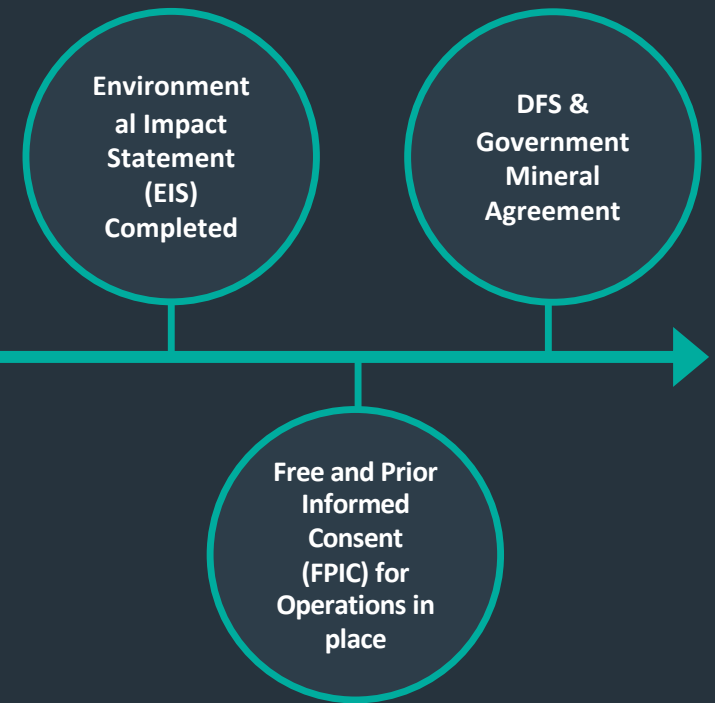 Environment
al Impact
Statement
(EIS)
Completed
DFS &
Government
Mineral
Agreement
Free and Prior
Informed
Consent
(FPIC) for
Operations in
place